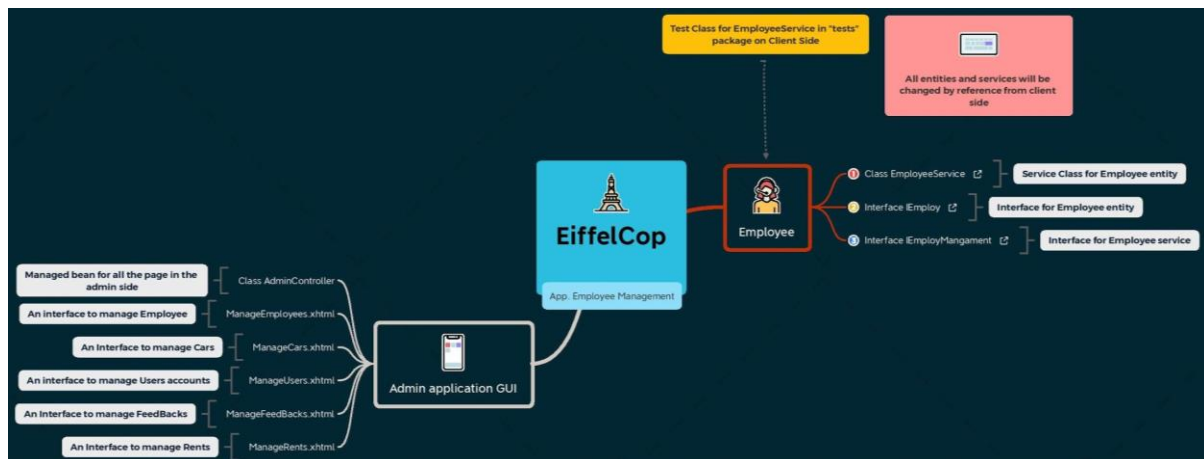 Test Class for EmployeeService in "tests"
package on Client Side
All entities and services will be
changed by reference from client
side
EiffelCop
App. Employee Management
Employee
1 Class EmployeeService
Service Class for Employee entity
2 Interface IEmploy
Interface for Employee entity
3 Interface IEmployMangament
Interface for Employee service
Admin application GUI
Managed bean for all the page in the
admin side
Class AdminController
An interface to manage Employee
ManageEmployees.xhtml
An Interface to manage Cars
ManageCars.xhtml
An interface to manage Users accounts
ManageUsers.xhtml
An Interface to manage FeedBacks
ManageFeedBacks.xhtml
An Interface to manage Rents
ManageRents.xhtml